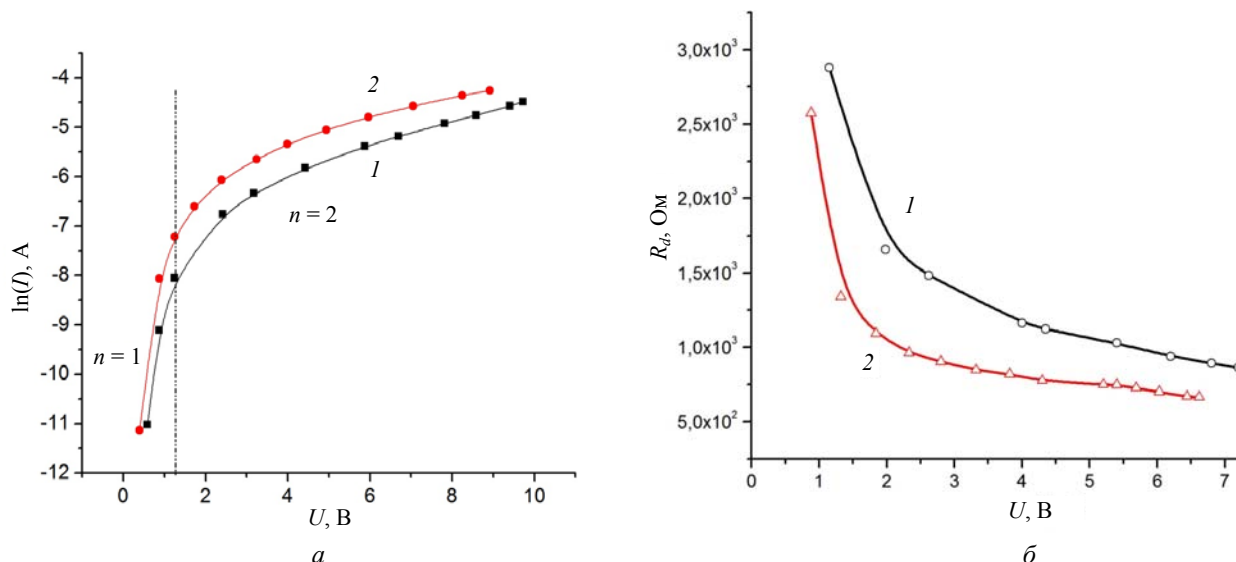 -4
-5
-6
-7
-8
-9
-10
-11
-12
ln(I), А
2
1
n = 2
n = 1
0 2 4 6 8 10
U, В
а
3,0x10³
2,5x10³
2,0x10³
1,5x10³
1,0x10³
5,0x10²
R_d, Ом
1
2
0 1 2 3 4 5 6 7
U, В
б